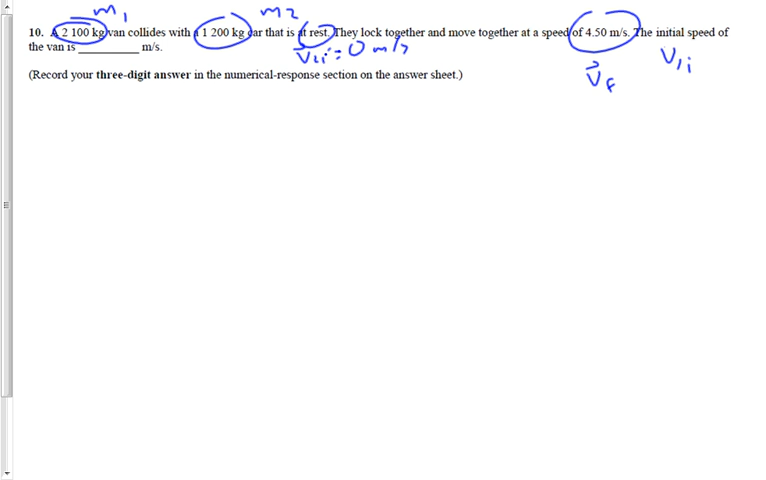 m₁ m2
10. A 2 100 kg van collides with a 1 200 kg car that is at rest. They lock together and move together at a speed of 4.50 m/s. The initial speed of
the van is ________ m/s.
V₂i = 0 m/s V₁i
(Record your three-digit answer in the numerical-response section on the answer sheet.)
V⃗f